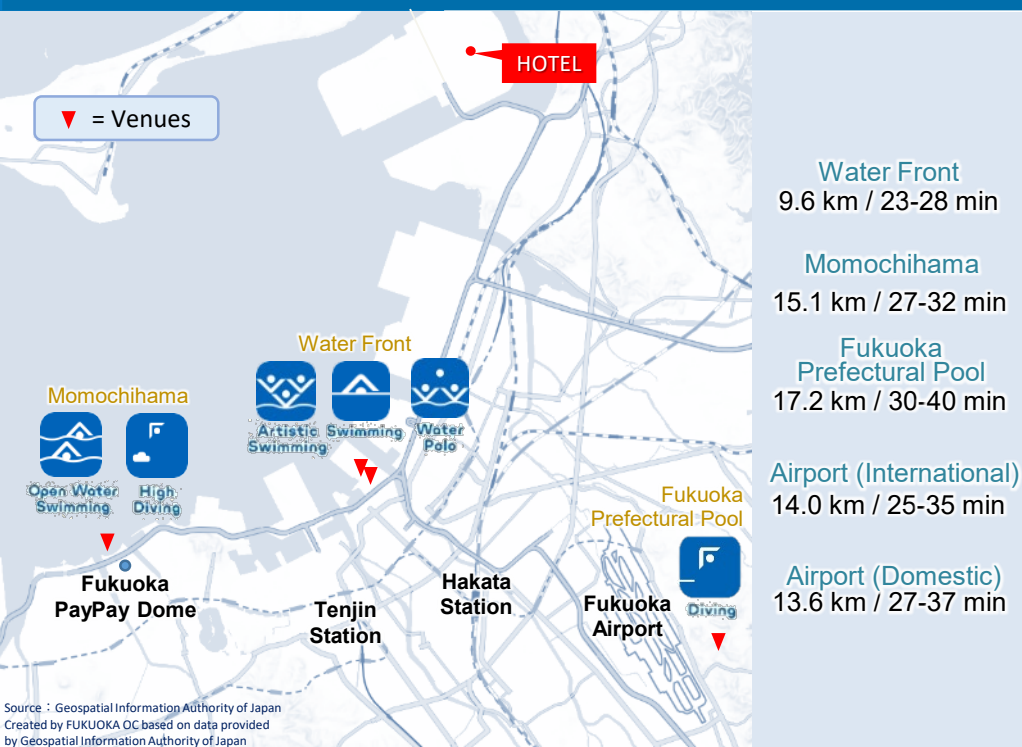 HOTEL
= Venues
Water Front
9.6 km / 23-28 min
Momochihama
15.1 km / 27-32 min
Fukuoka
Prefectural Pool
17.2 km / 30-40 min
Airport (International)
14.0 km / 25-35 min
Airport (Domestic)
13.6 km / 27-37 min
Water Front
Artistic
Swimming
Swimming
Water
Polo
Momochihama
Open Water
Swimming
High
Diving
Fukuoka
Prefectural Pool
Diving
Fukuoka
PayPay Dome
Tenjin
Station
Hakata
Station
Fukuoka
Airport
Source：Geospatial Information Authority of Japan
Created by FUKUOKA OC based on data provided
by Geospatial Information Authority of Japan